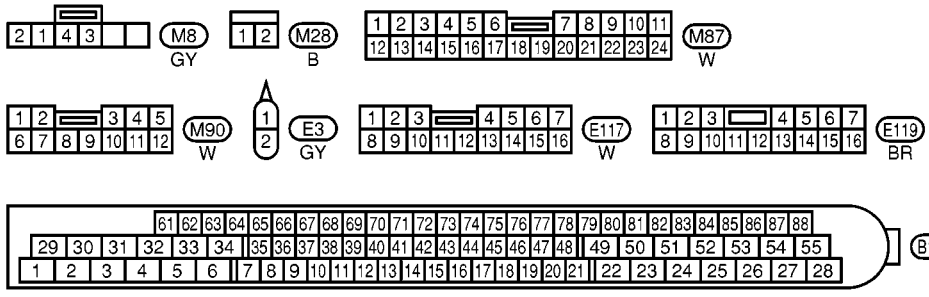 2 1 4 3 M8
GY
1 2 M28
B
1 2 3 4 5 6 7 8 9 10 11
12 13 14 15 16 17 18 19 20 21 22 23 24 M87
W
1 2 3 4 5
6 7 8 9 10 11 12 M90
W
1
2 E3
GY
1 2 3 4 5 6 7
8 9 10 11 12 13 14 15 16 E117
W
1 2 3 4 5 6 7
8 9 10 11 12 13 14 15 16 E119
BR
61 62 63 64 65 66 67 68 69 70 71 72 73 74 75 76 77 78 79 80 81 82 83 84 85 86 87 88
29 30 31 32 33 34 35 36 37 38 39 40 41 42 43 44 45 46 47 48 49 50 51 52 53 54 55
1 2 3 4 5 6 7 8 9 10 11 12 13 14 15 16 17 18 19 20 21 22 23 24 25 26 27 28